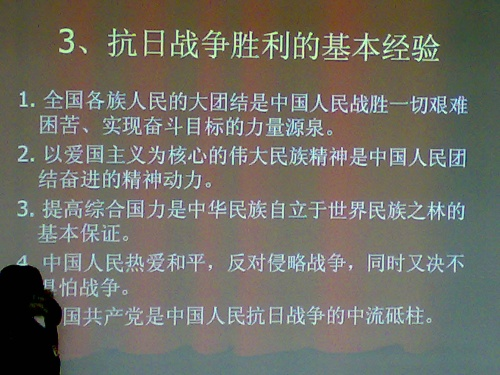 3、抗日战争胜利的基本经验
1. 全国各族人民的大团结是中国人民战胜一切艰难
困苦、实现奋斗目标的力量源泉。
2. 以爱国主义为核心的伟大民族精神是中国人民团
结奋进的精神动力。
3. 提高综合国力是中华民族自立于世界民族之林的
基本保证。
中国人民热爱和平，反对侵略战争，同时又决不
惧怕战争。
国共产党是中国人民抗日战争的中流砥柱。